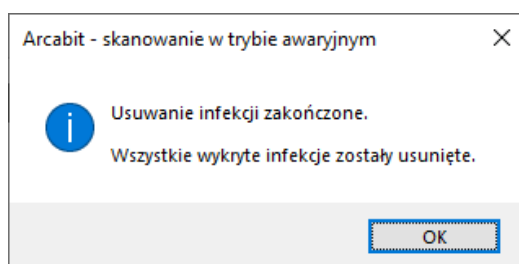 Arcabit - skanowanie w trybie awaryjnym
Usuwanie infekcji zakończone.
Wszystkie wykryte infekcje zostały usunięte.
OK